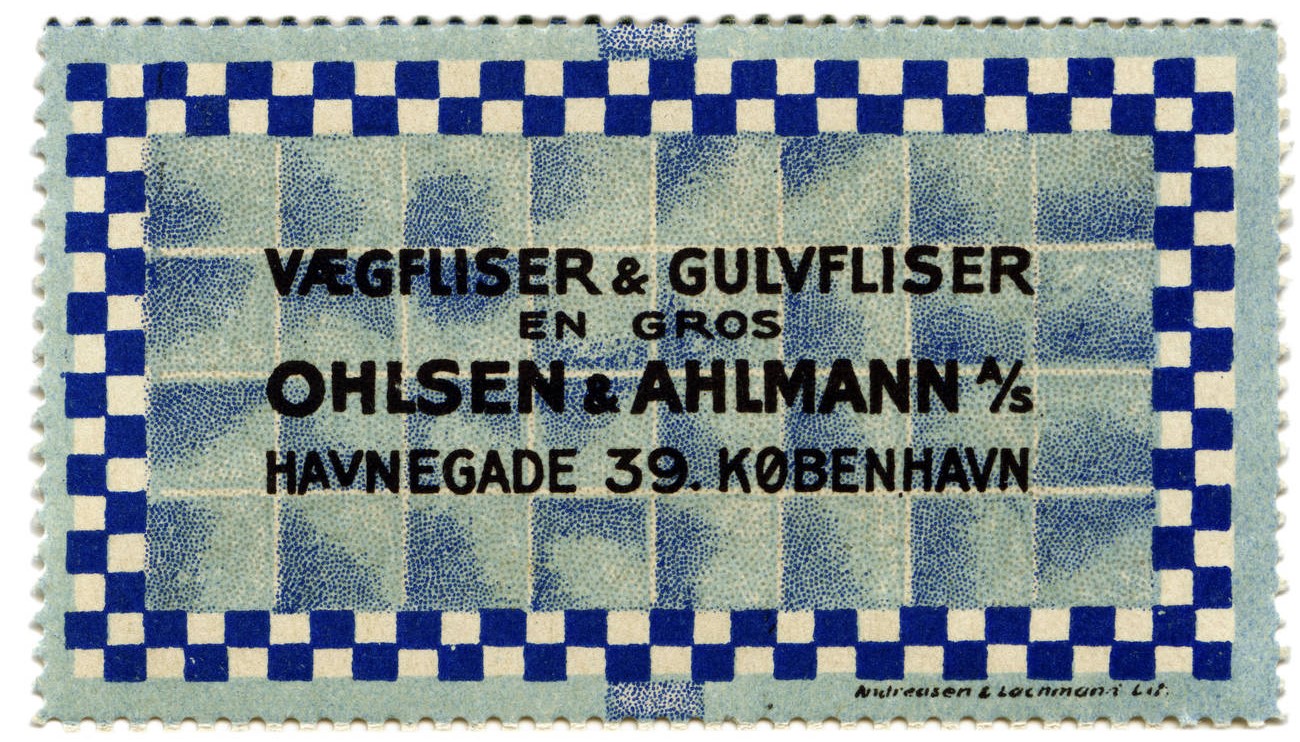 VÆGFLISER & GULVFLISER
EN GROS
OHLSEN & AHLMANN A/S
HAVNEGADE 39. KØBENHAVN
Andreasen & Lachmann Lit.